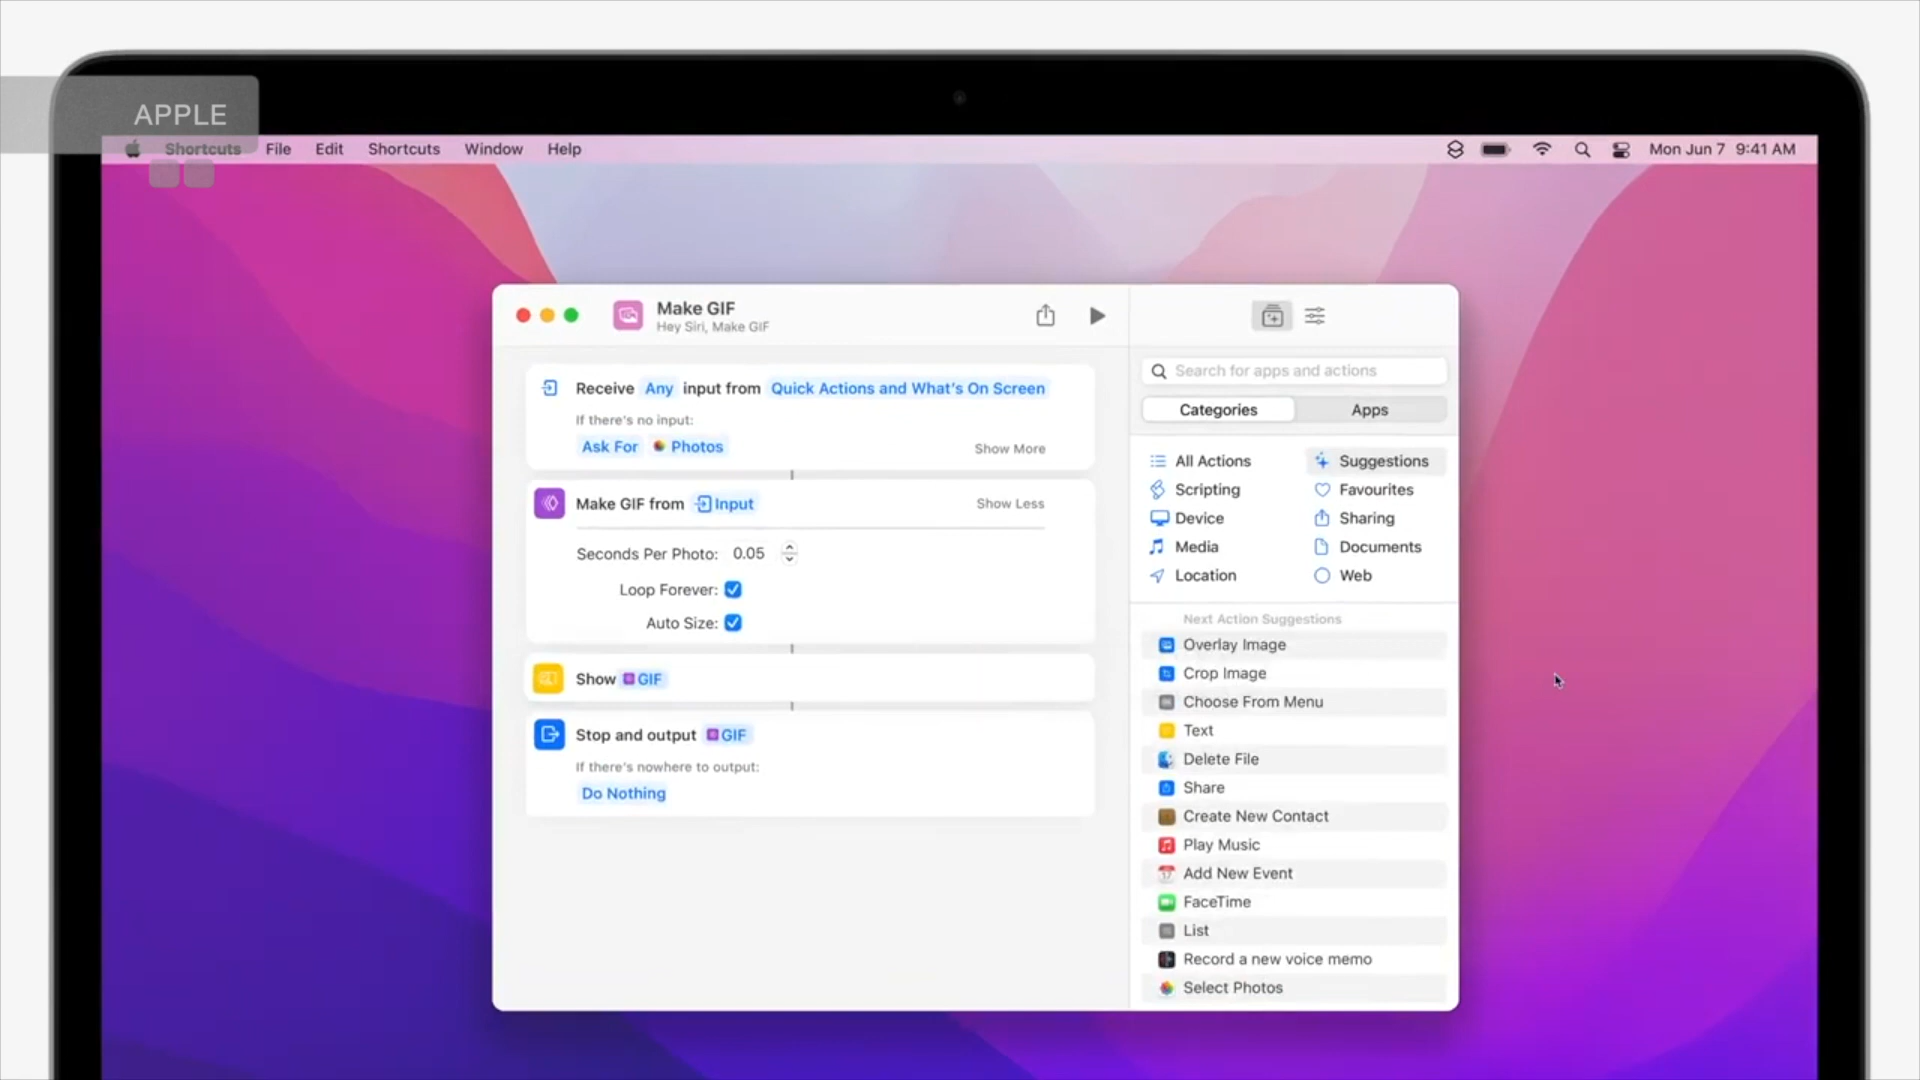 APPLE
Shortcuts File Edit Shortcuts Window Help Mon Jun 7 9:41 AM
Make GIF
Hey Siri, Make GIF
Receive Any input from Quick Actions and What's On Screen
If there's no input:
Ask For Photos Show More
Make GIF from Input Show Less
Seconds Per Photo: 0.05
Loop Forever:
Auto Size:
Show GIF
Stop and output GIF
If there's nowhere to output:
Do Nothing
Search for apps and actions
Categories Apps
All Actions Suggestions
Scripting Favourites
Device Sharing
Media Documents
Location Web
Next Action Suggestions
Overlay Image
Crop Image
Choose From Menu
Text
Delete File
Share
Create New Contact
Play Music
Add New Event
FaceTime
List
Record a new voice memo
Select Photos